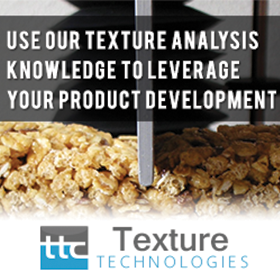 USE OUR TEXTURE ANALYSIS
KNOWLEDGE TO LEVERAGE
YOUR PRODUCT DEVELOPMENT
ttc Texture
TECHNOLOGIES